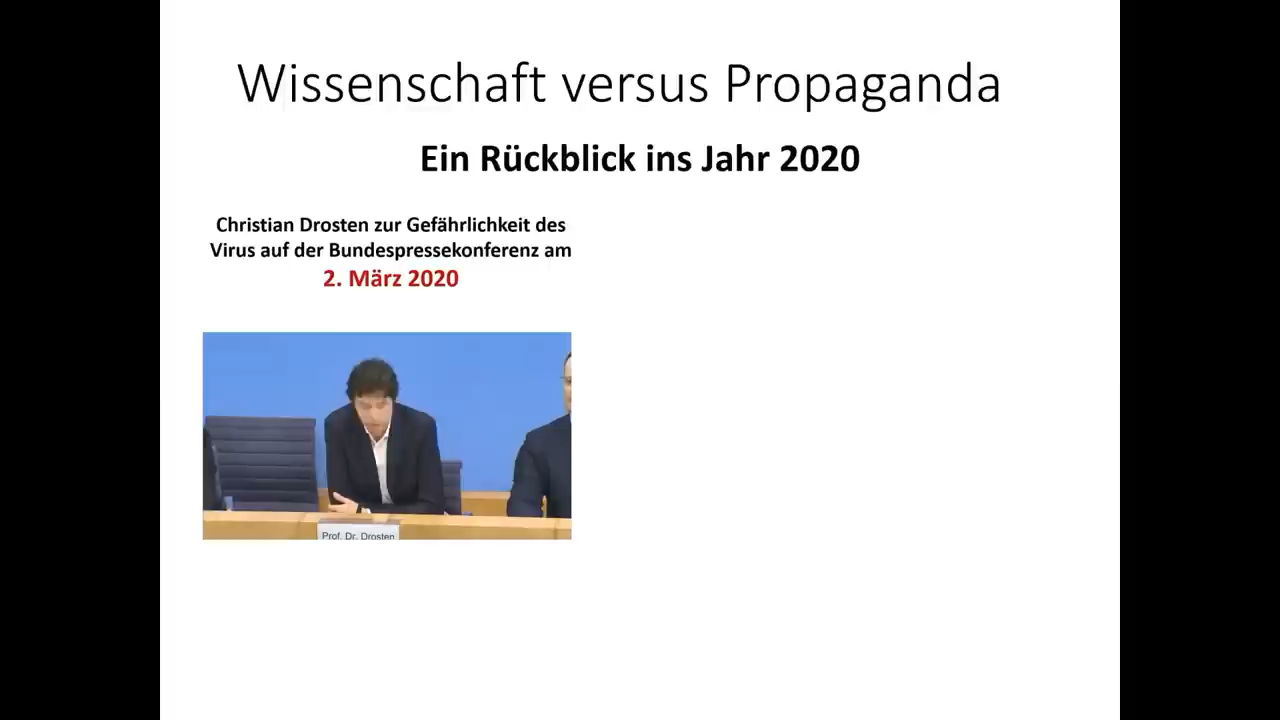 Wissenschaft versus Propaganda
Ein Rückblick ins Jahr 2020
Christian Drosten zur Gefährlichkeit des
Virus auf der Bundespressekonferenz am
2. März 2020
Prof. Dr. Drosten